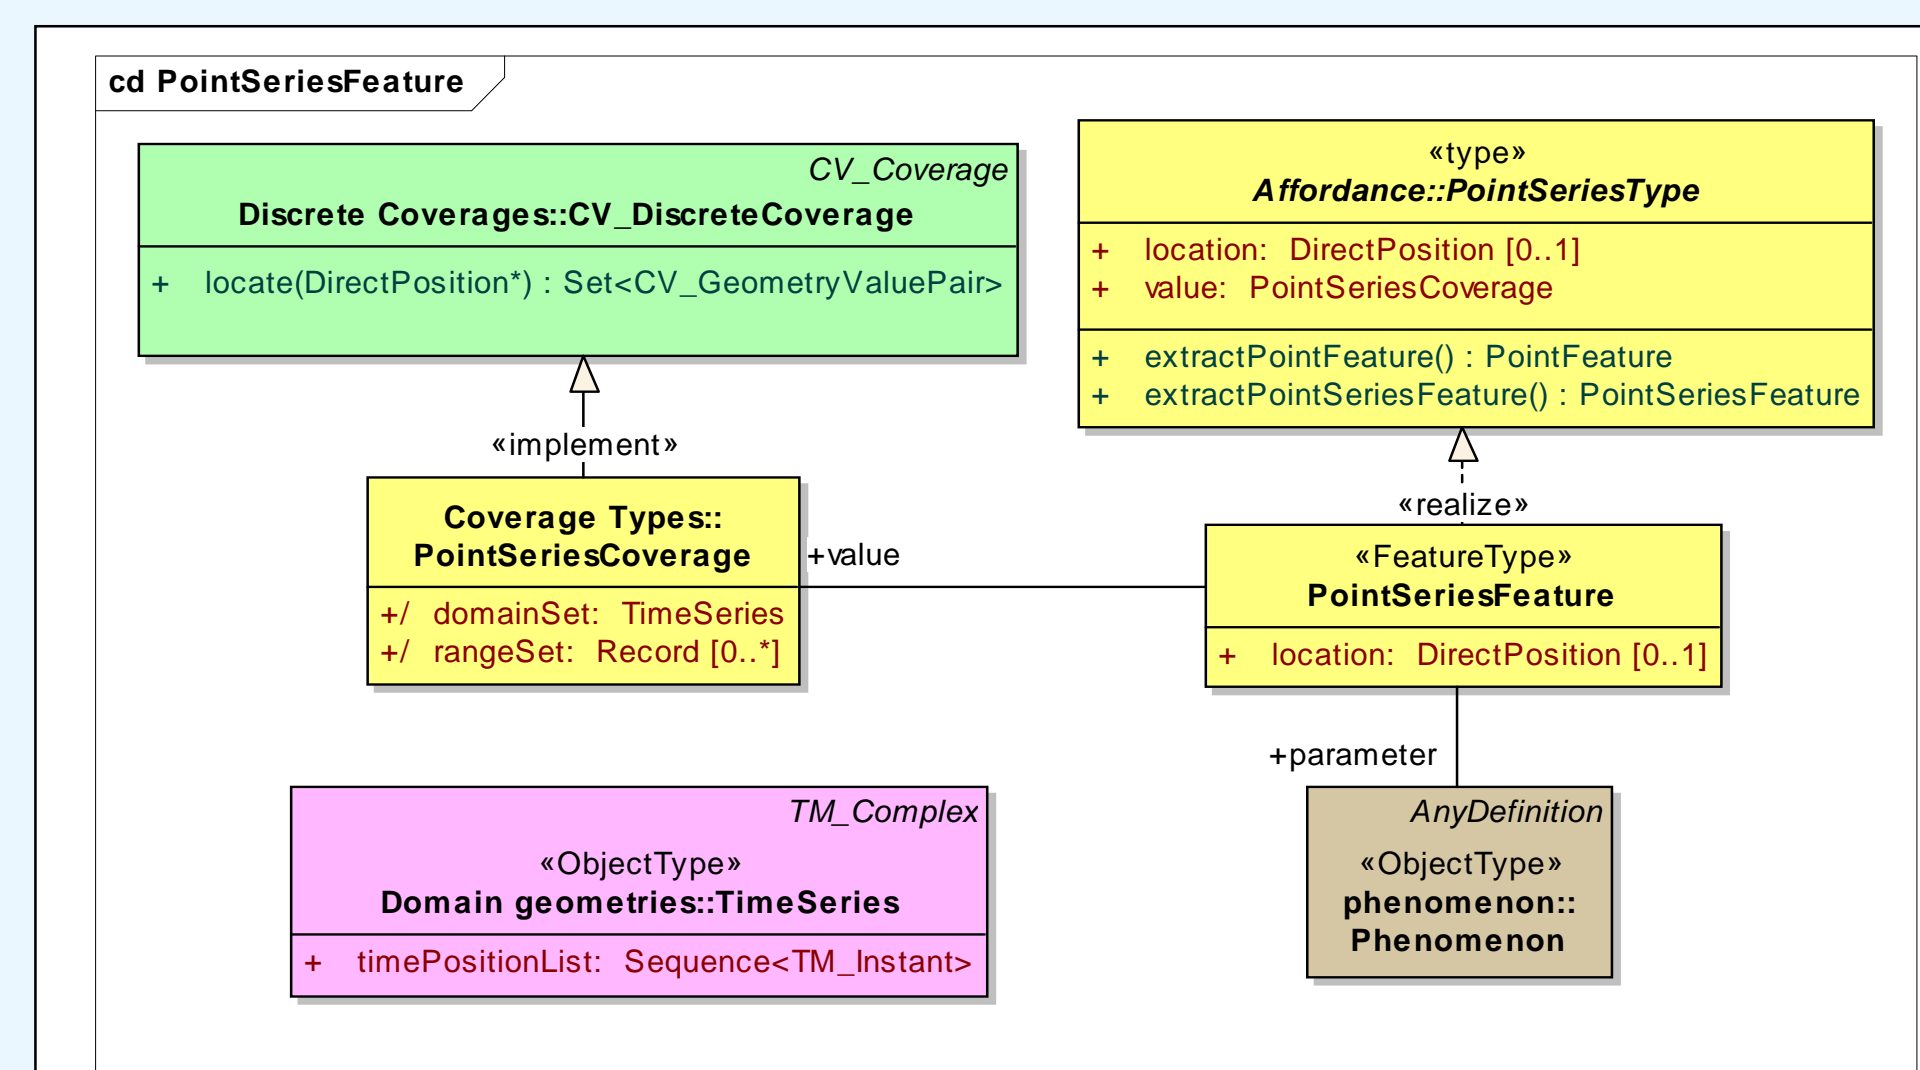 cd PointSeriesFeature
CV_Coverage
Discrete Coverages::CV_DiscreteCoverage
+ locate(DirectPosition*) : Set<CV_GeometryValuePair>
«type»
Affordance::PointSeriesType
+ location: DirectPosition [0..1]
+ value: PointSeriesCoverage
+ extractPointFeature() : PointFeature
+ extractPointSeriesFeature() : PointSeriesFeature
«implement»
«realize»
Coverage Types::
PointSeriesCoverage
+/ domainSet: TimeSeries
+/ rangeSet: Record [0..*]
+value
«FeatureType»
PointSeriesFeature
+ location: DirectPosition [0..1]
+parameter
TM_Complex
«ObjectType»
Domain geometries::TimeSeries
+ timePositionList: Sequence<TM_Instant>
AnyDefinition
«ObjectType»
phenomenon::
Phenomenon